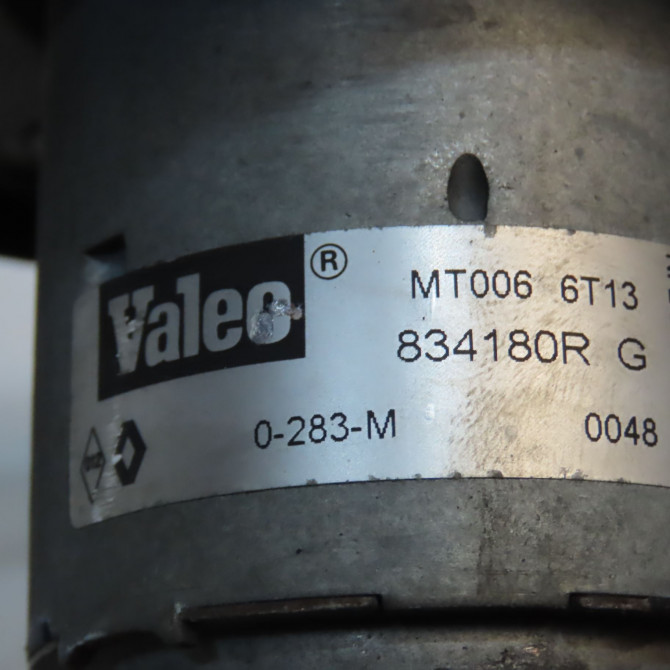 Valeo ®
MT006 6T13
834180R G
0-283-M 0048